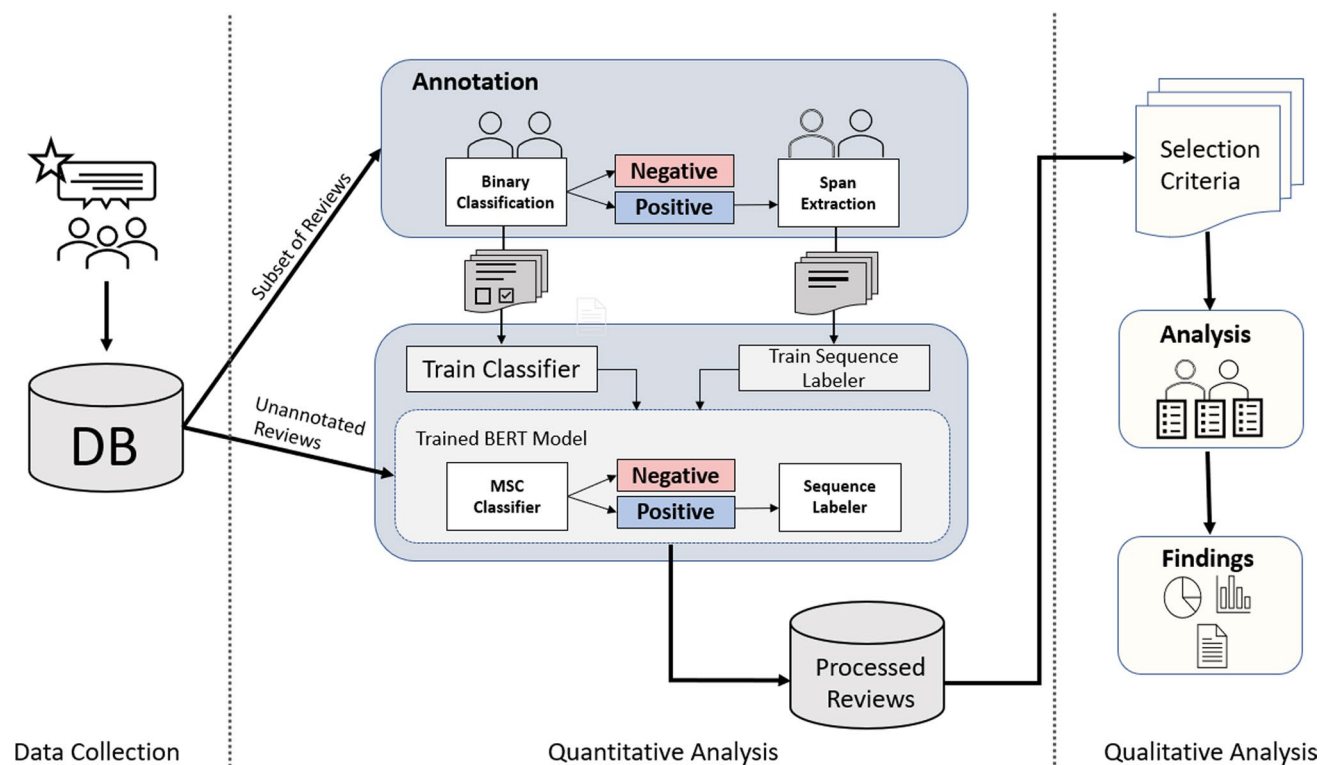 Annotation
Binary
Classification
Negative
Positive
Span
Extraction
Subset of Reviews
DB
Unannotated
Reviews
Train Classifier
Train Sequence
Labeler
Trained BERT Model
MSC
Classifier
Negative
Positive
Sequence
Labeler
Processed
Reviews
Selection
Criteria
Analysis
Findings
Data Collection
Quantitative Analysis
Qualitative Analysis